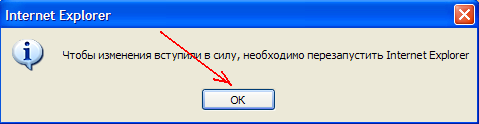 Internet Explorer
Чтобы изменения вступили в силу, необходимо перезапустить Internet Explorer
OK